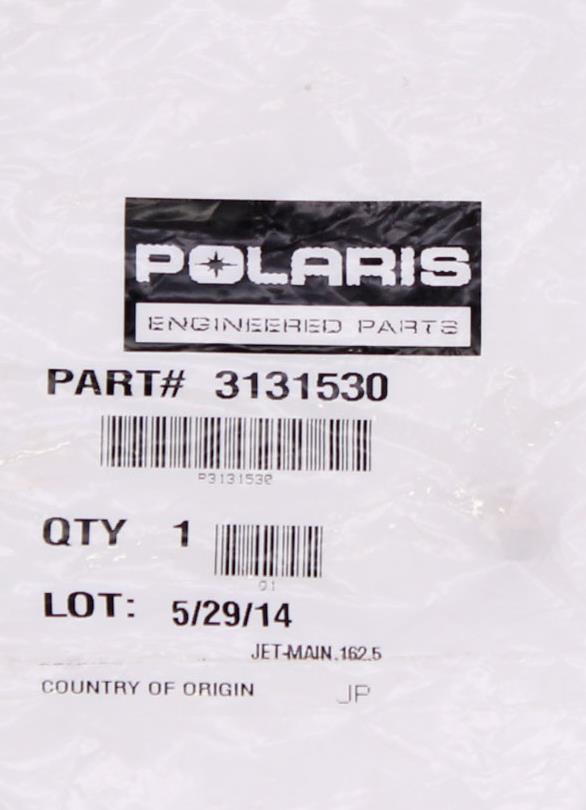 POLARIS
ENGINEERED PARTS
PART# 3131530
P3131530
QTY 1
Q1
LOT: 5/29/14
JET-MAIN,162.5
COUNTRY OF ORIGIN JP